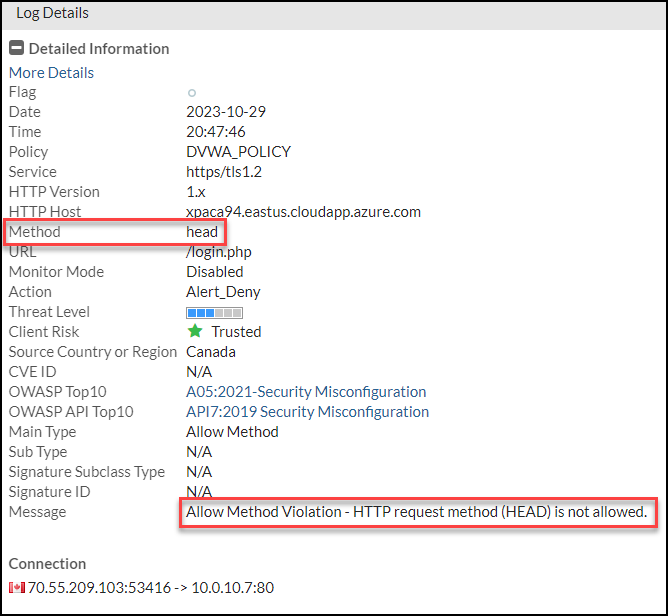 Log Details
Detailed Information
More Details
Flag
Date 2023-10-29
Time 20:47:46
Policy DVWA_POLICY
Service https/tls1.2
HTTP Version 1.x
HTTP Host xpaca94.eastus.cloudapp.azure.com
Method head
URL /login.php
Monitor Mode Disabled
Action Alert_Deny
Threat Level
Client Risk Trusted
Source Country or Region Canada
CVE ID N/A
OWASP Top10 A05:2021-Security Misconfiguration
OWASP API Top10 API7:2019 Security Misconfiguration
Main Type Allow Method
Sub Type N/A
Signature Subclass Type N/A
Signature ID N/A
Message Allow Method Violation - HTTP request method (HEAD) is not allowed.
Connection
70.55.209.103:53416 -> 10.0.10.7:80